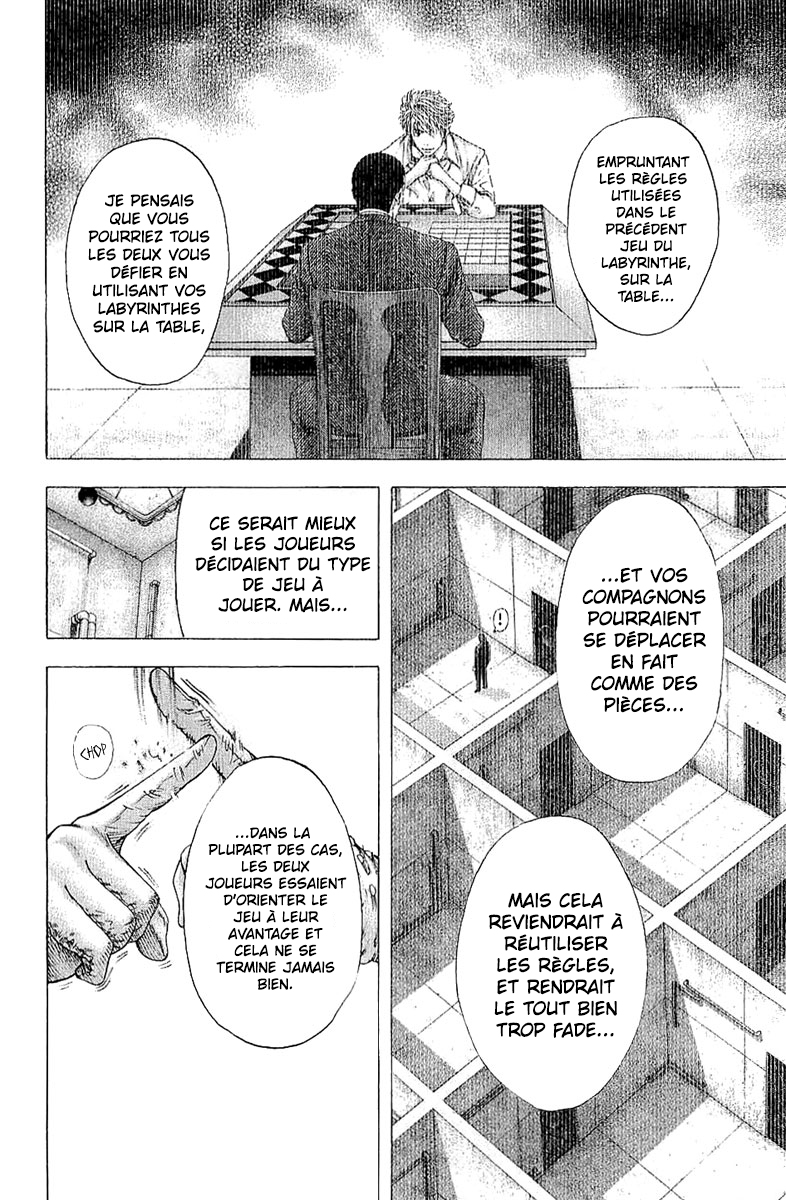 EMPRUNTANT
LES RÈGLES
UTILISÉES
DANS LE
PRÉCÉDENT
JEU DU
LABYRINTHE,
SUR LA
TABLE...
JE PENSAIS
QUE VOUS
POURRIEZ TOUS
LES DEUX VOUS
DÉFIER EN
UTILISANT VOS
LABYRINTHES
SUR LA TABLE,
...ET VOS
COMPAGNONS
POURRAIENT
SE DÉPLACER
EN FAIT
COMME DES
PIÈCES...
!
MAIS CELA
REVIENDRAIT À
RÉUTILISER
LES RÈGLES,
ET RENDRAIT
LE TOUT BIEN
TROP FADE...
CE SERAIT MIEUX
SI LES JOUEURS
DÉCIDAIENT DU TYPE
DE JEU À
JOUER. MAIS...
CHOP
...DANS LA
PLUPART DES CAS,
LES DEUX
JOUEURS ESSAIENT
D'ORIENTER LE
JEU À LEUR
AVANTAGE ET
CELA NE SE
TERMINE JAMAIS
BIEN.